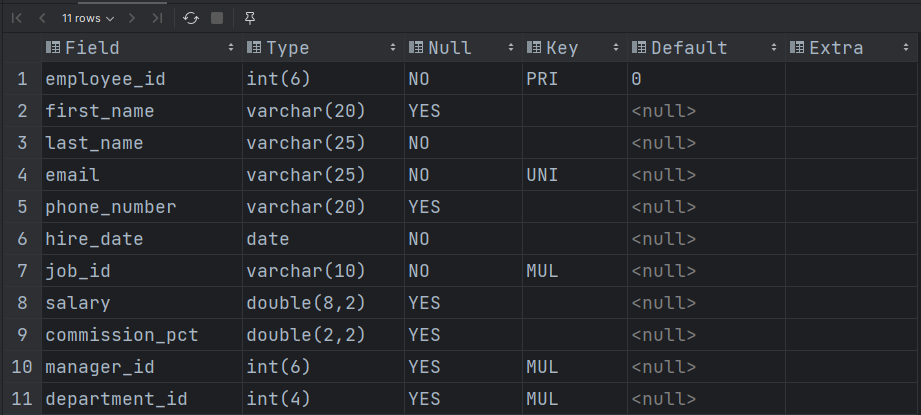 11 rows
Field Type Null Key Default Extra
1 employee_id int(6) NO PRI 0
2 first_name varchar(20) YES <null>
3 last_name varchar(25) NO <null>
4 email varchar(25) NO UNI <null>
5 phone_number varchar(20) YES <null>
6 hire_date date NO <null>
7 job_id varchar(10) NO MUL <null>
8 salary double(8,2) YES <null>
9 commission_pct double(2,2) YES <null>
10 manager_id int(6) YES MUL <null>
11 department_id int(4) YES MUL <null>